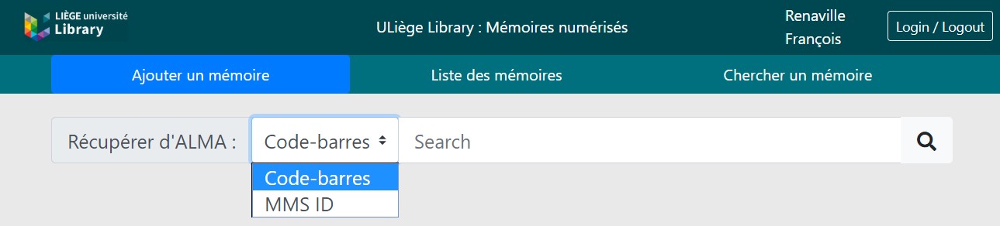 LIÈGE université
Library
ULiège Library : Mémoires numérisés
Renaville
François
Login / Logout
Ajouter un mémoire
Liste des mémoires
Chercher un mémoire
Récupérer d'ALMA :
Code-barres
Search
Code-barres
MMS ID